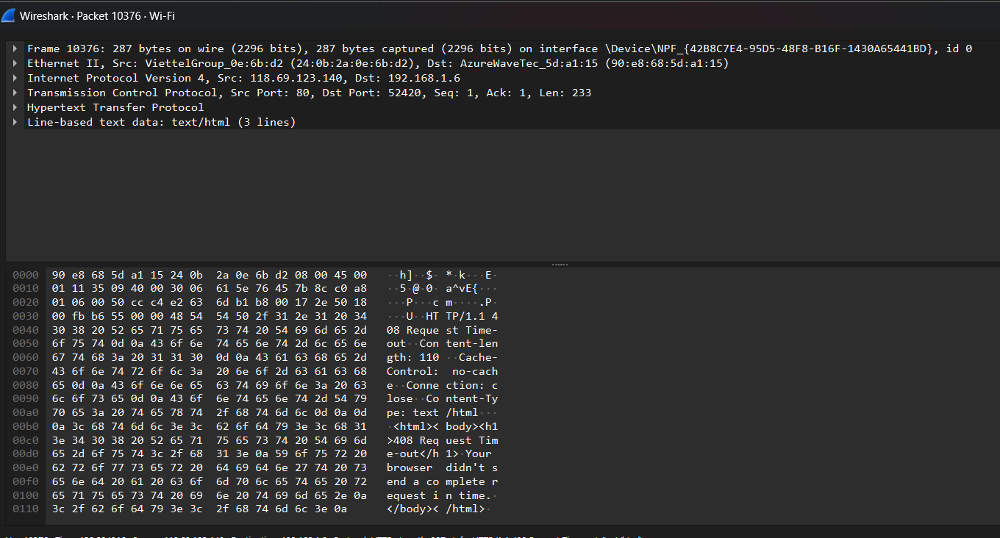 Wireshark · Packet 10376 · Wi-Fi
Frame 10376: 287 bytes on wire (2296 bits), 287 bytes captured (2296 bits) on interface \Device\NPF_{42B8C7E4-95D5-48F8-B16F-1430A65441BD}, id 0
Ethernet II, Src: ViettelGroup_0e:6b:d2 (24:0b:2a:0e:6b:d2), Dst: AzureWaveTec_5d:a1:15 (90:e8:68:5d:a1:15)
Internet Protocol Version 4, Src: 118.69.123.140, Dst: 192.168.1.6
Transmission Control Protocol, Src Port: 80, Dst Port: 52420, Seq: 1, Ack: 1, Len: 233
Hypertext Transfer Protocol
Line-based text data: text/html (3 lines)
0000 90 e8 68 5d a1 15 24 0b 2a 0e 6b d2 08 00 45 00 ··h]··$· *·k···E·
0010 01 11 35 09 40 00 30 06 61 5e 76 45 7b 8c c0 a8 ··5·@·0· a^vE{···
0020 01 06 00 50 cc c4 e2 63 6d b1 b8 00 17 2e 50 18 ···P···c m····.P·
0030 00 fb b6 55 00 00 48 54 54 50 2f 31 2e 31 20 34 ···U··HT TP/1.1 4
0040 30 38 20 52 65 71 75 65 73 74 20 54 69 6d 65 2d 08 Reque st Time-
0050 6f 75 74 0d 0a 43 6f 6e 74 65 6e 74 2d 6c 65 6e out··Con tent-len
0060 67 74 68 3a 20 31 31 30 0d 0a 43 61 63 68 65 2d gth: 110 ··Cache-
0070 43 6f 6e 74 72 6f 6c 3a 20 6e 6f 2d 63 61 63 68 Control: no-cach
0080 65 0d 0a 43 6f 6e 6e 65 63 74 69 6f 6e 3a 20 63 e··Conne ction: c
0090 6c 6f 73 65 0d 0a 43 6f 6e 74 65 6e 74 2d 54 79 lose··Co ntent-Ty
00a0 70 65 3a 20 74 65 78 74 2f 68 74 6d 6c 0d 0a 0d pe: text /html···
00b0 0a 3c 68 74 6d 6c 3e 3c 62 6f 64 79 3e 3c 68 31 ·<html>< body><h1
00c0 3e 34 30 38 20 52 65 71 75 65 73 74 20 54 69 6d >408 Req uest Tim
00d0 65 2d 6f 75 74 3c 2f 68 31 3e 0a 59 6f 75 72 20 e-out</h 1>·Your
00e0 62 72 6f 77 73 65 72 20 64 69 64 6e 27 74 20 73 browser didn't s
00f0 65 6e 64 20 61 20 63 6f 6d 70 6c 65 74 65 20 72 end a co mplete r
0100 65 71 75 65 73 74 20 69 6e 20 74 69 6d 65 2e 0a equest i n time.·
0110 3c 2f 62 6f 64 79 3e 3c 2f 68 74 6d 6c 3e 0a </body>< /html>·